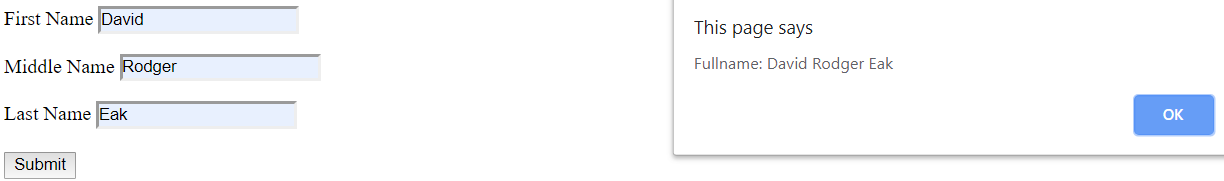 First Name David
Middle Name Rodger
Last Name Eak
Submit
This page says
Fullname: David Rodger Eak
OK